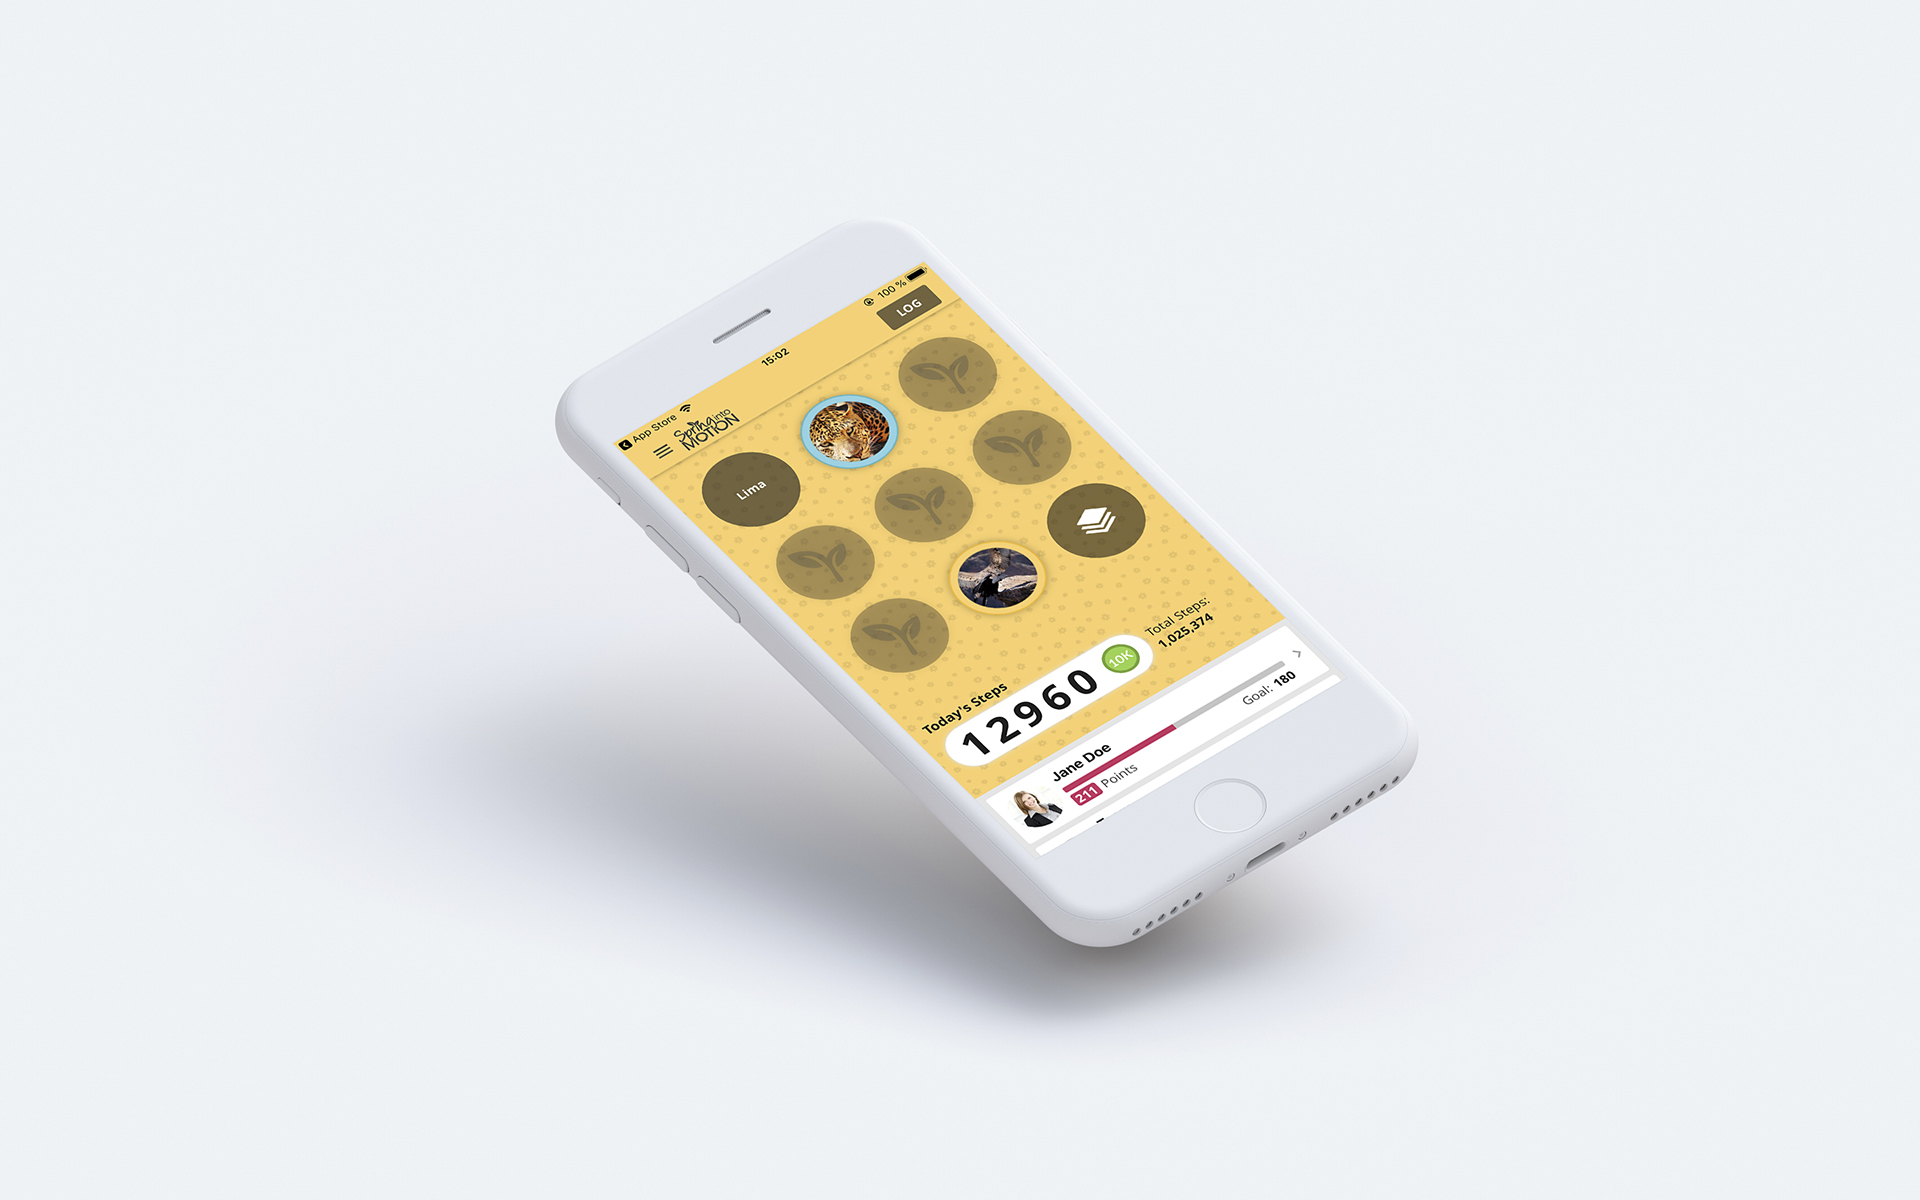 App Store
15:02
100 %
Spring into
MOTION
LOG
Lima
Today's Steps
12960
10K
Total Steps:
1,025,374
Jane Doe
211 Points
Goal: 180